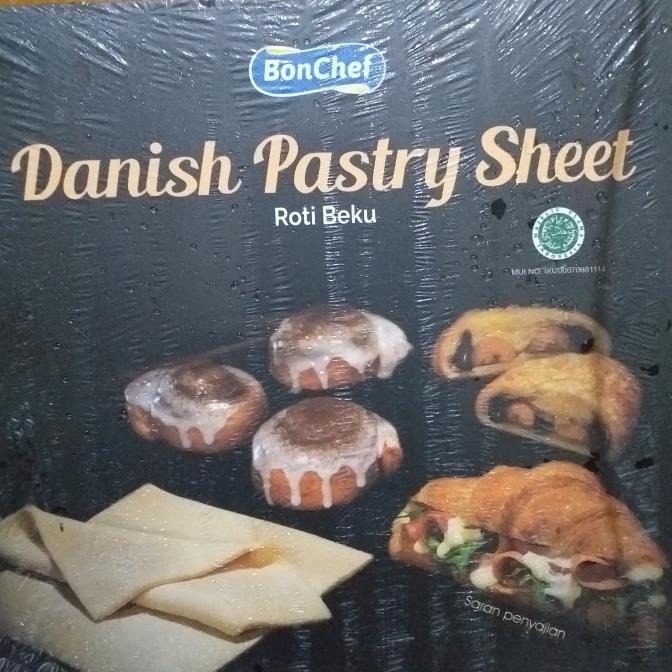 BonChef
Danish Pastry Sheet
Roti Beku
MUI NO. 00200070681114
Saran penyajian